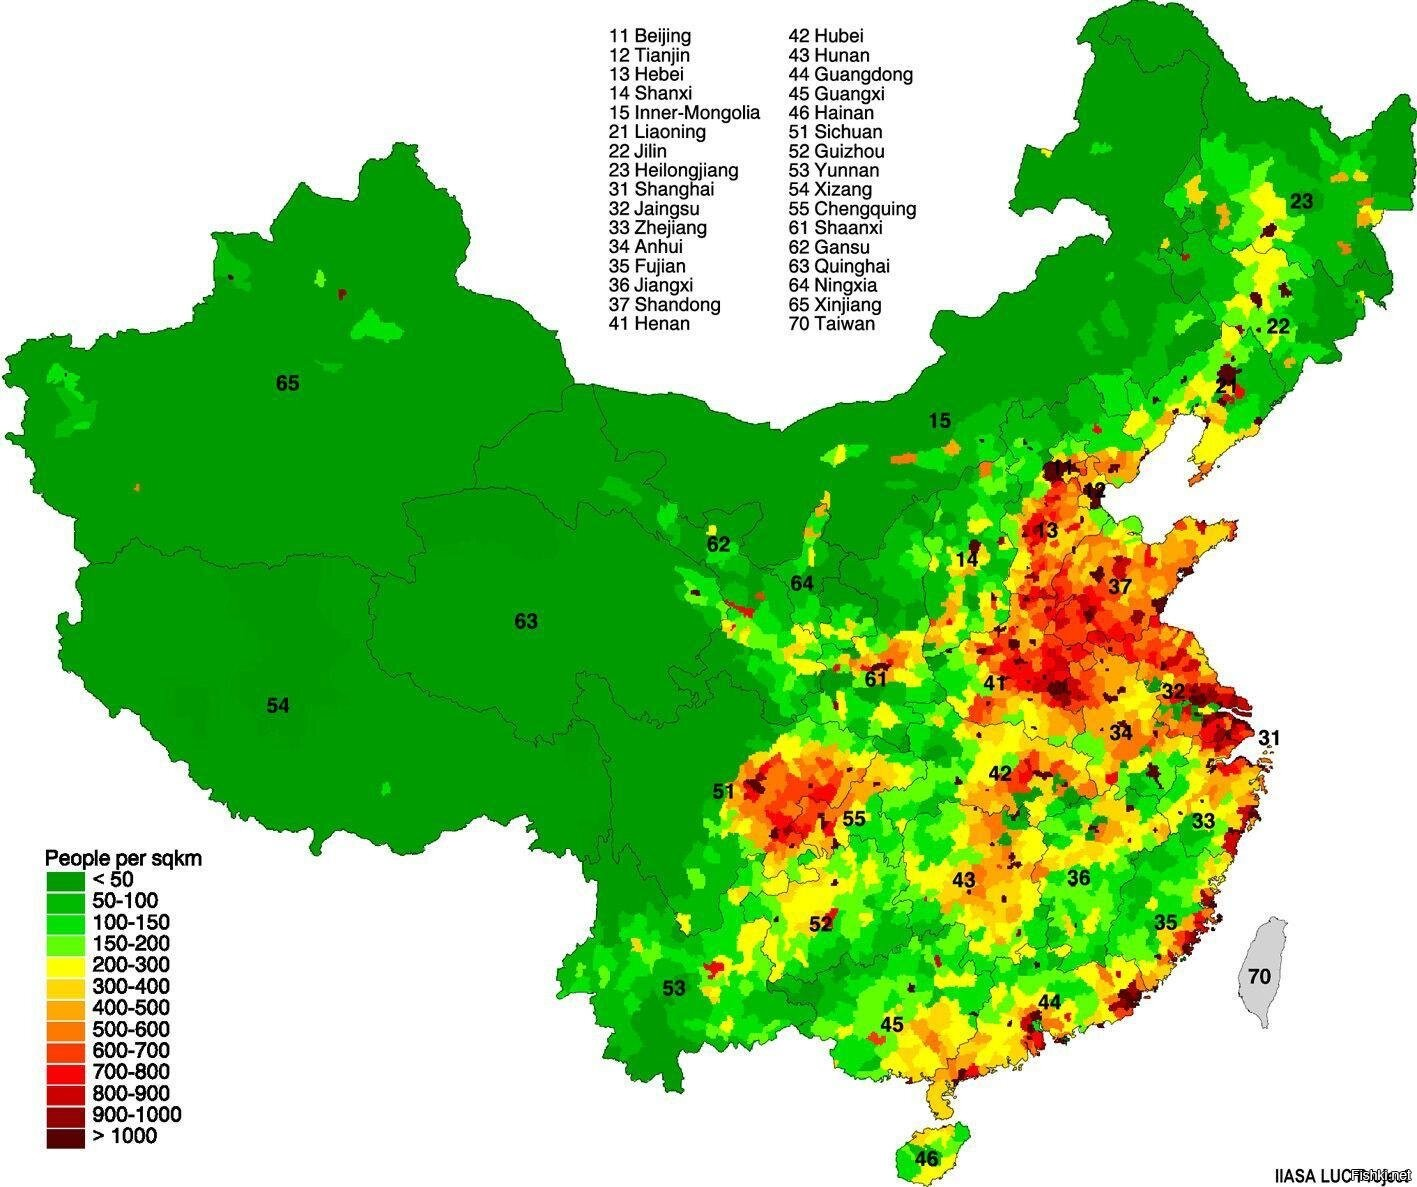 11 Beijing
12 Tianjin
13 Hebei
14 Shanxi
15 Inner-Mongolia
21 Liaoning
22 Jilin
23 Heilongjiang
31 Shanghai
32 Jaingsu
33 Zhejiang
34 Anhui
35 Fujian
36 Jiangxi
37 Shandong
41 Henan
42 Hubei
43 Hunan
44 Guangdong
45 Guangxi
46 Hainan
51 Sichuan
52 Guizhou
53 Yunnan
54 Xizang
55 Chengquing
61 Shaanxi
62 Gansu
63 Quinghai
64 Ningxia
65 Xinjiang
70 Taiwan
23
22
21
65
15
11
12
13
62
14
64
37
63
61
41
32
54
34
31
42
51
55
33
43
36
52
35
70
53
44
45
46
People per sqkm
< 50
50-100
100-150
150-200
200-300
300-400
400-500
500-600
600-700
700-800
800-900
900-1000
> 1000
IIASA LUC
Fishki.net